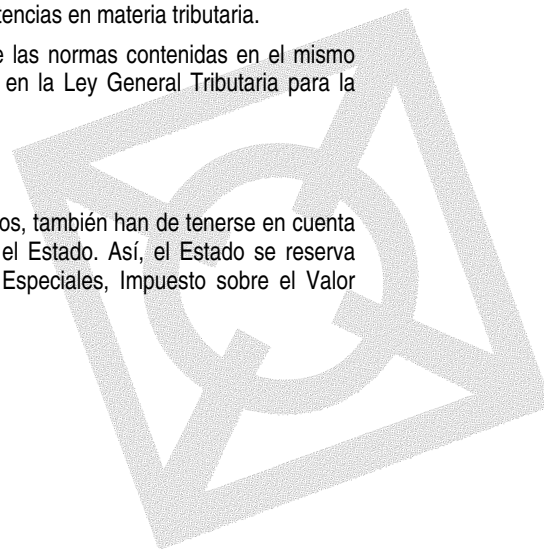 tencias en materia tributaria.
e las normas contenidas en el mismo
en la Ley General Tributaria para la
os, también han de tenerse en cuenta
el Estado. Así, el Estado se reserva
Especiales, Impuesto sobre el Valor